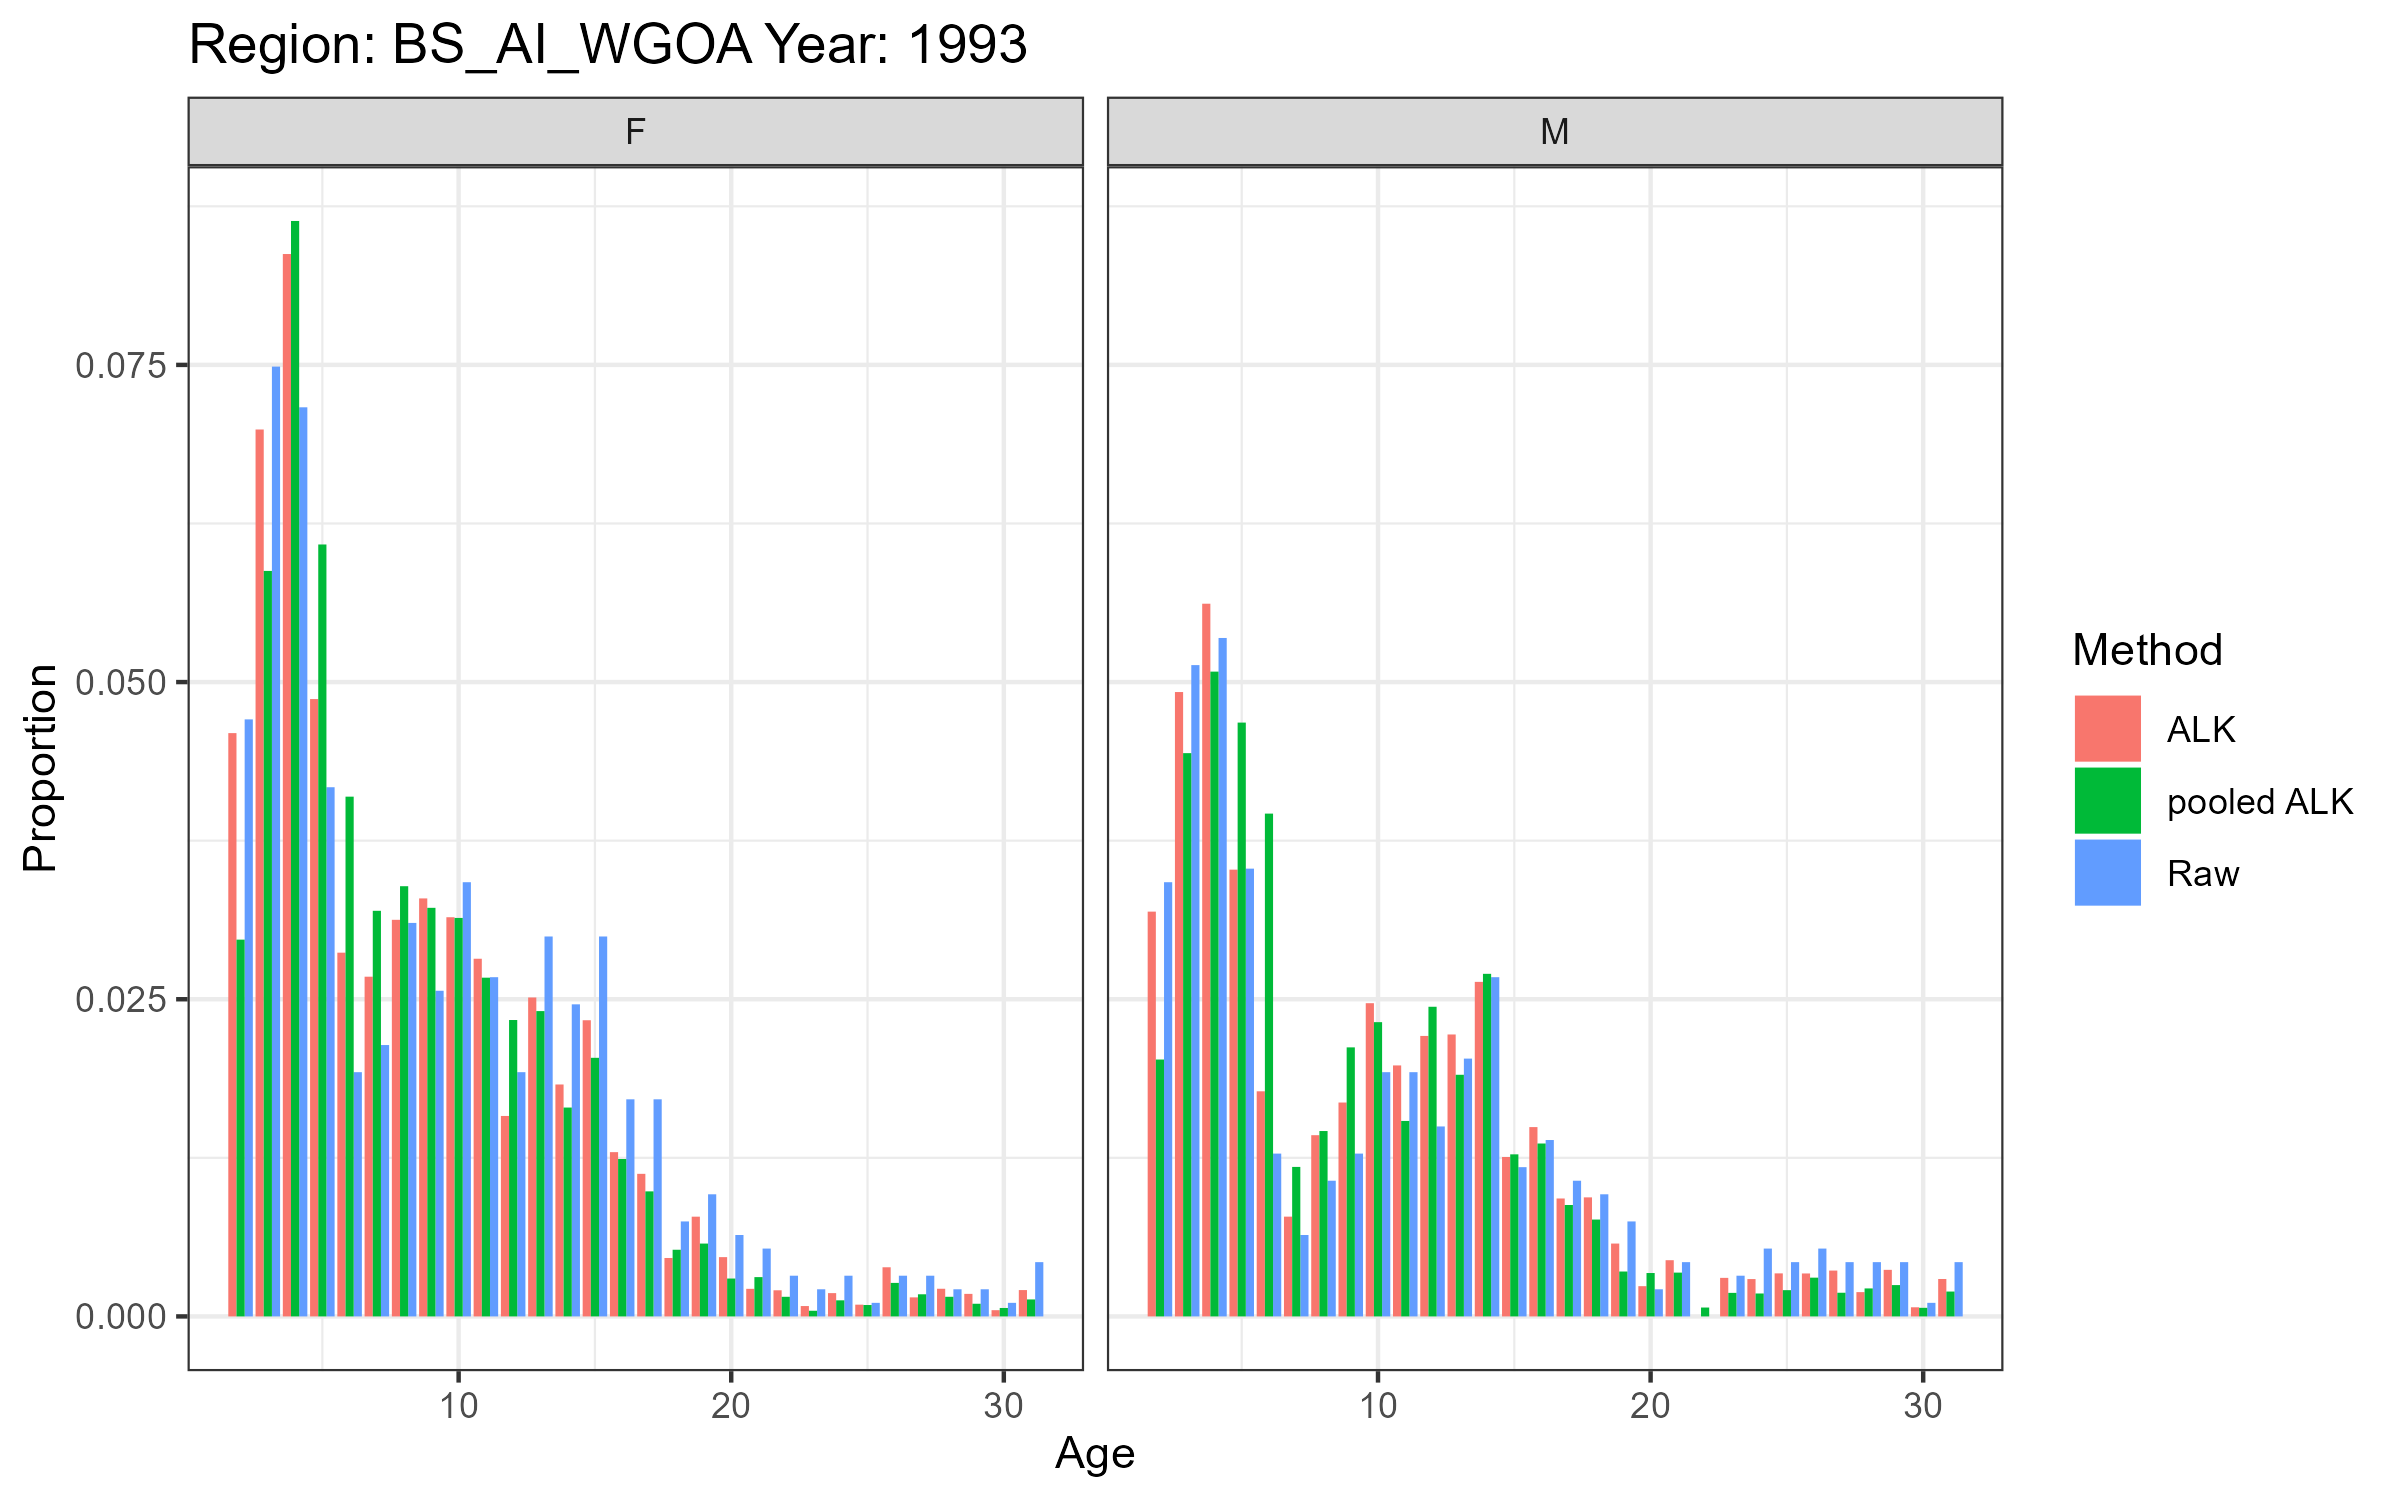 Region: BS_AI_WGOA Year: 1993
F
M
0.075
0.050
0.025
0.000
Proportion
10
20
30
10
20
30
Age
Method
ALK
pooled ALK
Raw